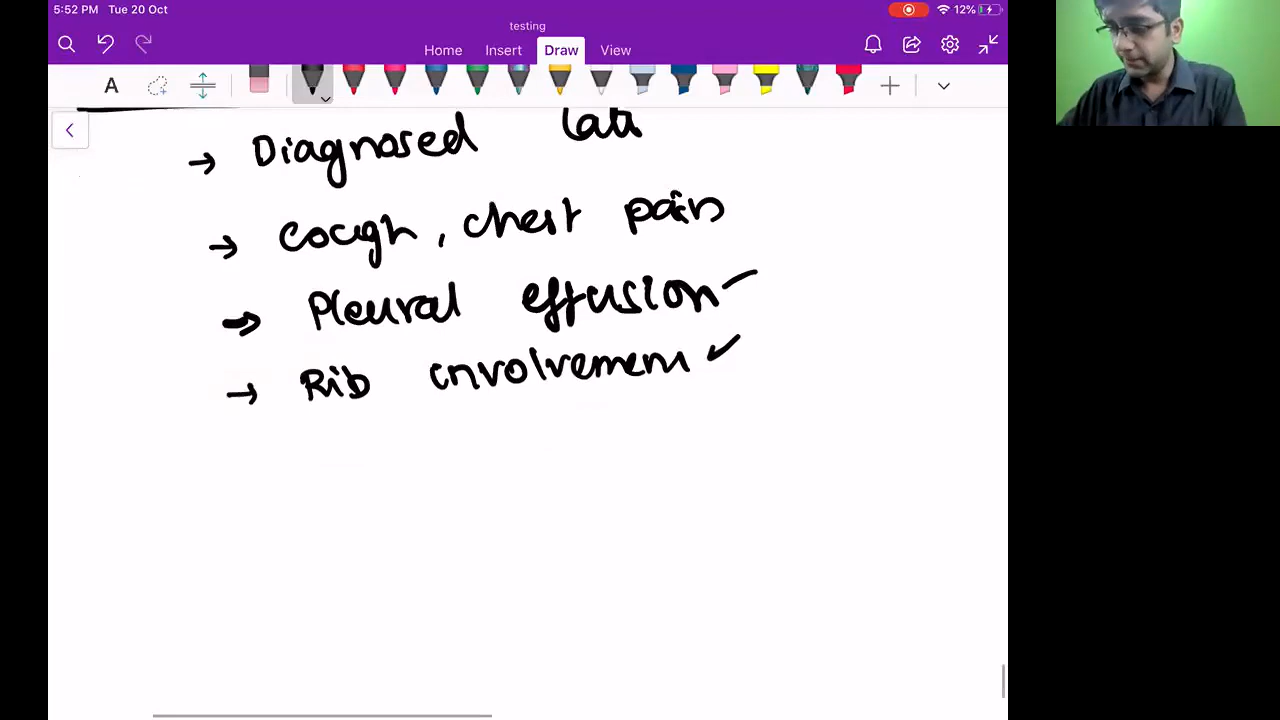 5:52 PM Tue 20 Oct 12%
testing
Home Insert Draw View
A
→ Diagnosed late
→ Cough, chest pain
→ Pleural effusion
→ Rib involvement ✓